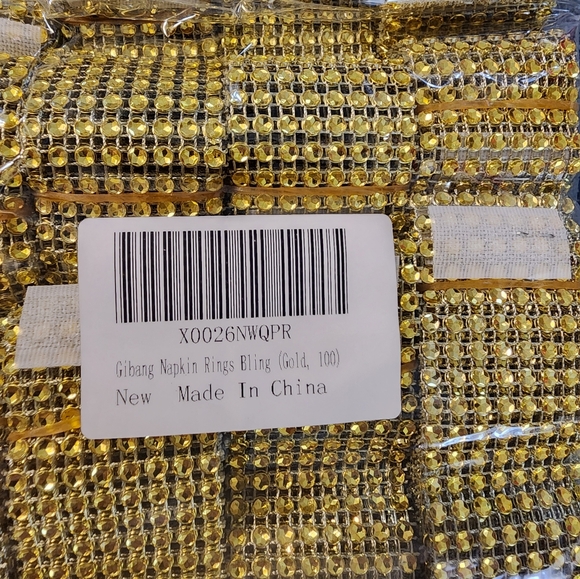 X0026NWQPR
Gibang Napkin Rings Bling (Gold, 100)
New Made In China